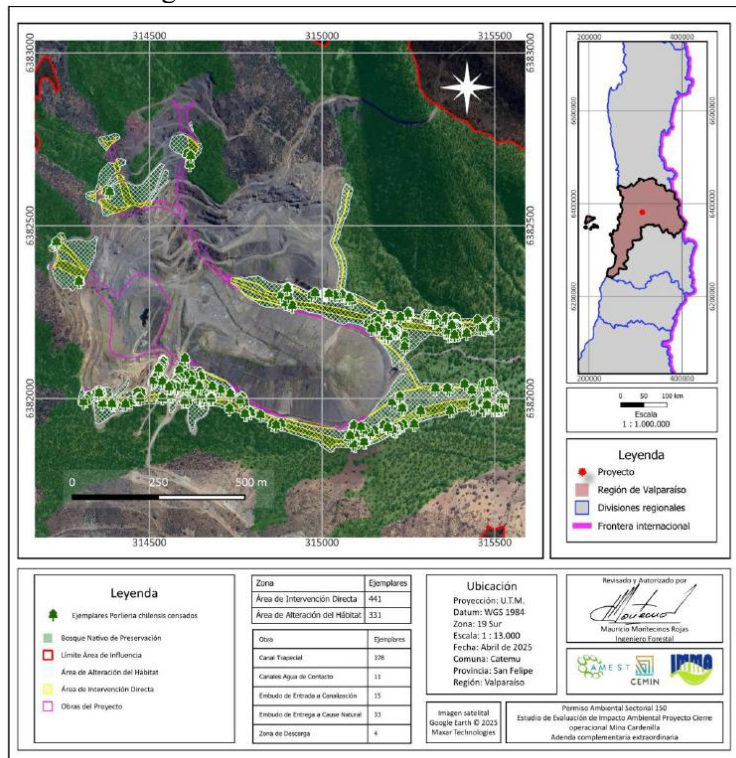 314500
315000
315500
6383000
6382500
6382000
0 250 500 m
314500
315000
315500
200000
400000
6600000
6400000
6200000
200000
400000
0 50 100 km
Escala
1 : 1.000.000
Leyenda
Proyecto
Región de Valparaíso
Divisiones regionales
Frontera internacional
Leyenda
Ejemplares Porlieria chilensis censados
Bosque Nativo de Preservación
Límite Área de Influencia
Área de Alteración del Hábitat
Área de Intervención Directa
Obras del Proyecto
Zona Ejemplares
Área de Intervención Directa 441
Área de Alteración del Hábitat 331
Obra Ejemplares
Canal Trapecial 378
Canales Agua de Contacto 11
Embudo de Entrada a Canalización 15
Embudo de Entrega a Cause Natural 33
Zona de Descarga 4
Ubicación
Proyección: U.T.M.
Datum: WGS 1984
Zona: 19 Sur
Escala: 1 : 13.000
Fecha: Abril de 2025
Comuna: Catemu
Provincia: San Felipe
Región: Valparaíso
Imagen satelital
Google Earth © 2025
Maxar Technologies
Revisado y Autorizado por
Mauricio Montecinos Rojas
Ingeniero Forestal
AMEST
CEMIN
IMMA
Permiso Ambiental Sectorial 150
Estudio de Evaluación de Impacto Ambiental Proyecto Cierre
operacional Mina Cardenilla
Adenda complementaria extraordinaria